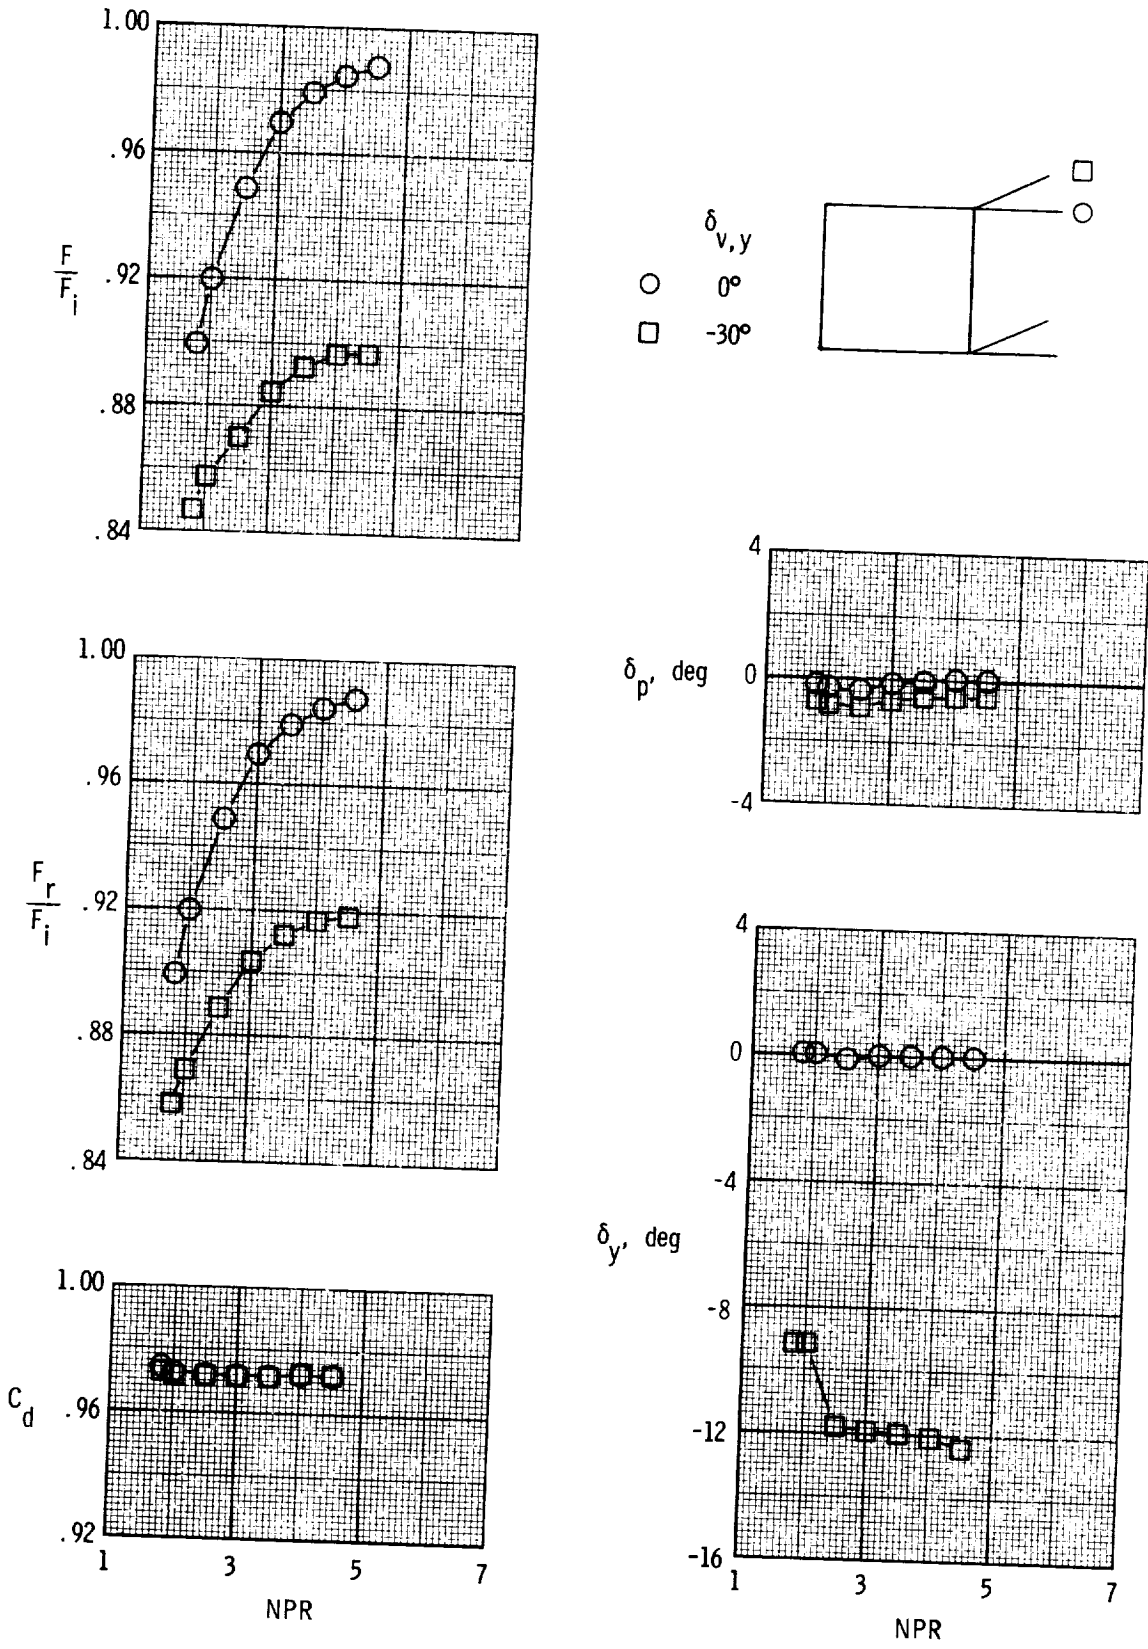 1.00
.96
F
F_i
.92
.88
.84
δ_v,y
○ 0°
□ -30°
1.00
.96
F_r
F_i
.92
.88
.84
1.00
C_d
.96
.92
1 3 5 7
NPR
4
δ_p, deg
0
-4
4
0
-4
δ_y, deg
-8
-12
-16
1 3 5 7
NPR